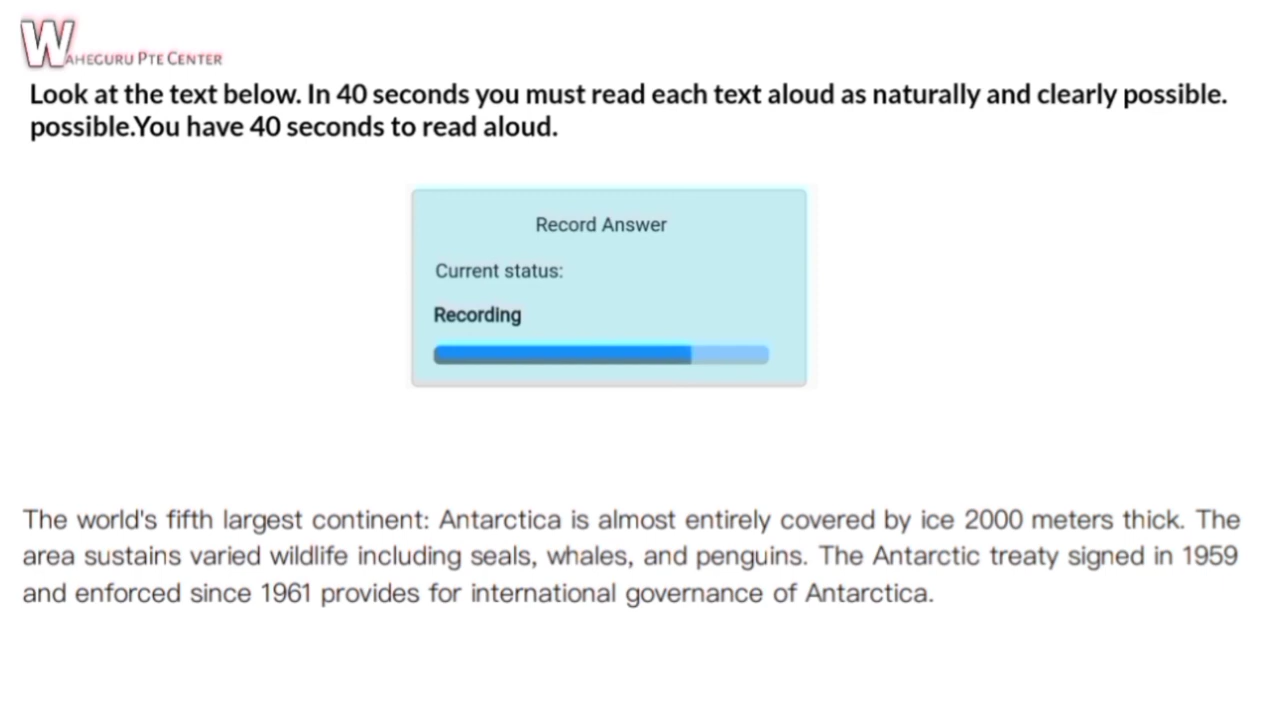 WAHEGURU PTE CENTER
Look at the text below. In 40 seconds you must read each text aloud as naturally and clearly possible.
possible.You have 40 seconds to read aloud.
Record Answer
Current status:
Recording
The world's fifth largest continent: Antarctica is almost entirely covered by ice 2000 meters thick. The
area sustains varied wildlife including seals, whales, and penguins. The Antarctic treaty signed in 1959
and enforced since 1961 provides for international governance of Antarctica.